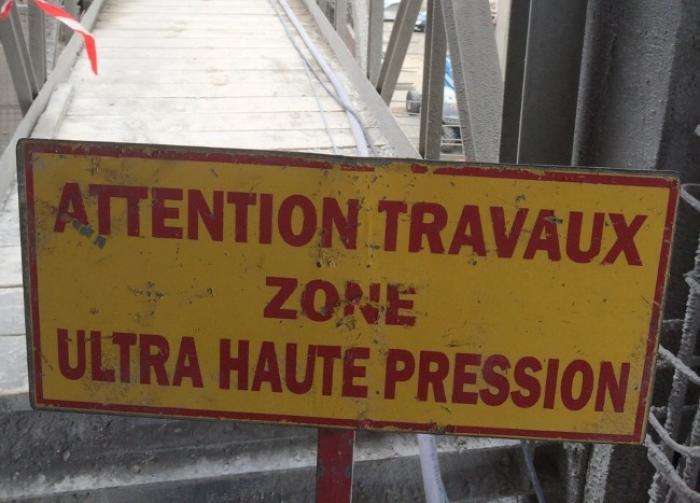 ATTENTION TRAVAUX
ZONE
ULTRA HAUTE PRESSION